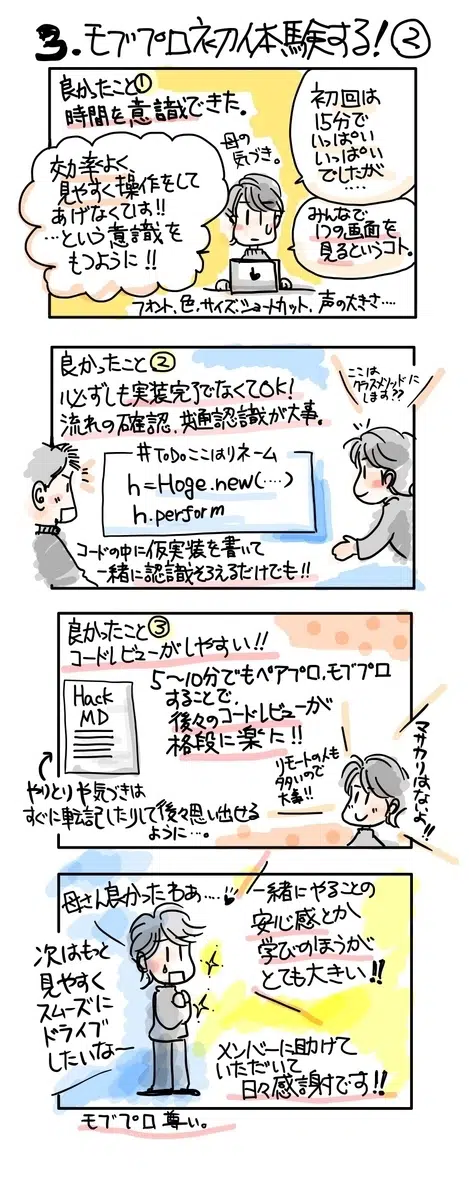 3. モブプロ初体験する!②
良かったこと①
時間を意識できた。
初回は
15分で
いっぱい
いっぱい
でしたが
....
母の
気づき。
効率よく
見やすく操作をして
あげなくては!!
…という意識を
もつように!!
みんなで
1つの画面を
見るというコト。
フォント、色、サイズ、ショートカット、声の大きさ....
良かったこと②
必ずしも実装完了でなくてOK!
流れの確認、共通認識が大事。
ここは
クラスメソッドに
します??
#ToDoここはリネーム
h=Hoge.new(...)
h.perform
コードの中に仮実装を書いて
一緒に認識そろえるだけでも!!
良かったこと③
コードレビューがしやすい!!
5〜10分でもペアプロ、モブプロ
することで、
後々のコードレビューが
格段に楽に!!
Hack
MD
リモートの人も
多いので
大事!!
マサカリはなよ!!
やりとりや気づきは
すぐに転記したりして後々思い出せる
ように…。
母さん良かったわぁ....
一緒にやることの
安心感とか
学びのほうが
とても大きい!!
次はもっと
見やすく
スムーズに
ドライブ
したいなー
メンバーに助けて
いただいて
日々感謝です!!
モブプロ尊い。